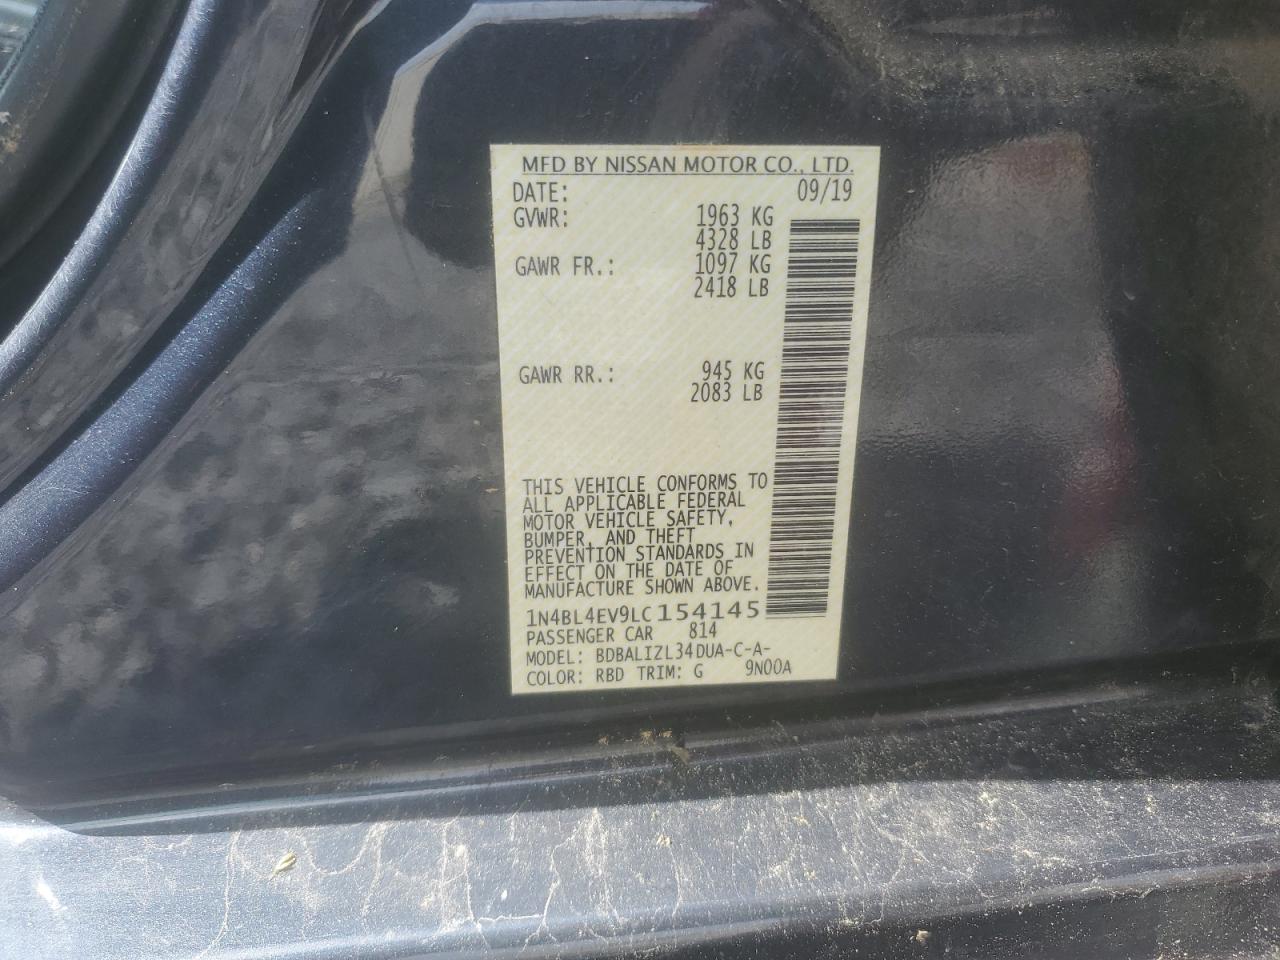 MFD BY NISSAN MOTOR CO., LTD.
DATE: 09/19
GVWR: 1963 KG
4328 LB
GAWR FR.: 1097 KG
2418 LB
GAWR RR.: 945 KG
2083 LB
THIS VEHICLE CONFORMS TO
ALL APPLICABLE FEDERAL
MOTOR VEHICLE SAFETY,
BUMPER, AND THEFT
PREVENTION STANDARDS IN
EFFECT ON THE DATE OF
MANUFACTURE SHOWN ABOVE.
1N4BL4EV9LC154145
PASSENGER CAR 814
MODEL: BDBALIZL34DUA-C-A-
COLOR: RBD TRIM: G 9N00A